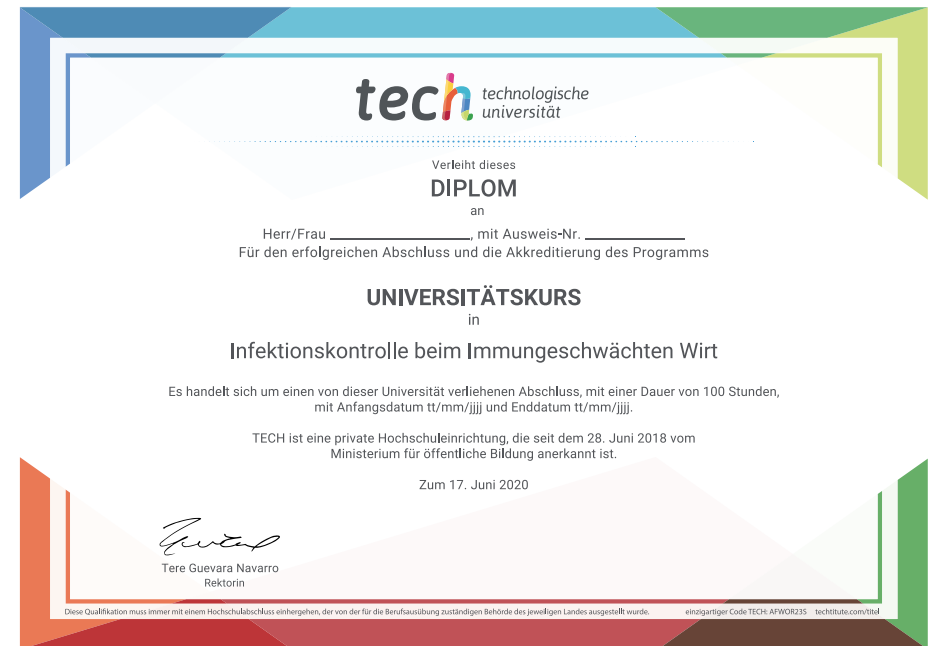 tech technologische
universität
Verleiht dieses
DIPLOM
an
Herr/Frau ____________________, mit Ausweis-Nr. ______________
Für den erfolgreichen Abschluss und die Akkreditierung des Programms
UNIVERSITÄTSKURS
in
Infektionskontrolle beim Immungeschwächten Wirt
Es handelt sich um einen von dieser Universität verliehenen Abschluss, mit einer Dauer von 100 Stunden,
mit Anfangsdatum tt/mm/jjjj und Enddatum tt/mm/jjjj.
TECH ist eine private Hochschuleinrichtung, die seit dem 28. Juni 2018 vom
Ministerium für öffentliche Bildung anerkannt ist.
Zum 17. Juni 2020
Tere Guevara Navarro
Rektorin
Diese Qualifikation muss immer mit einem Hochschulabschluss einhergehen, der von der für die Berufsausübung zuständigen Behörde des jeweiligen Landes ausgestellt wurde. einzigartiger Code TECH: AFWOR235 techtitute.com/titel